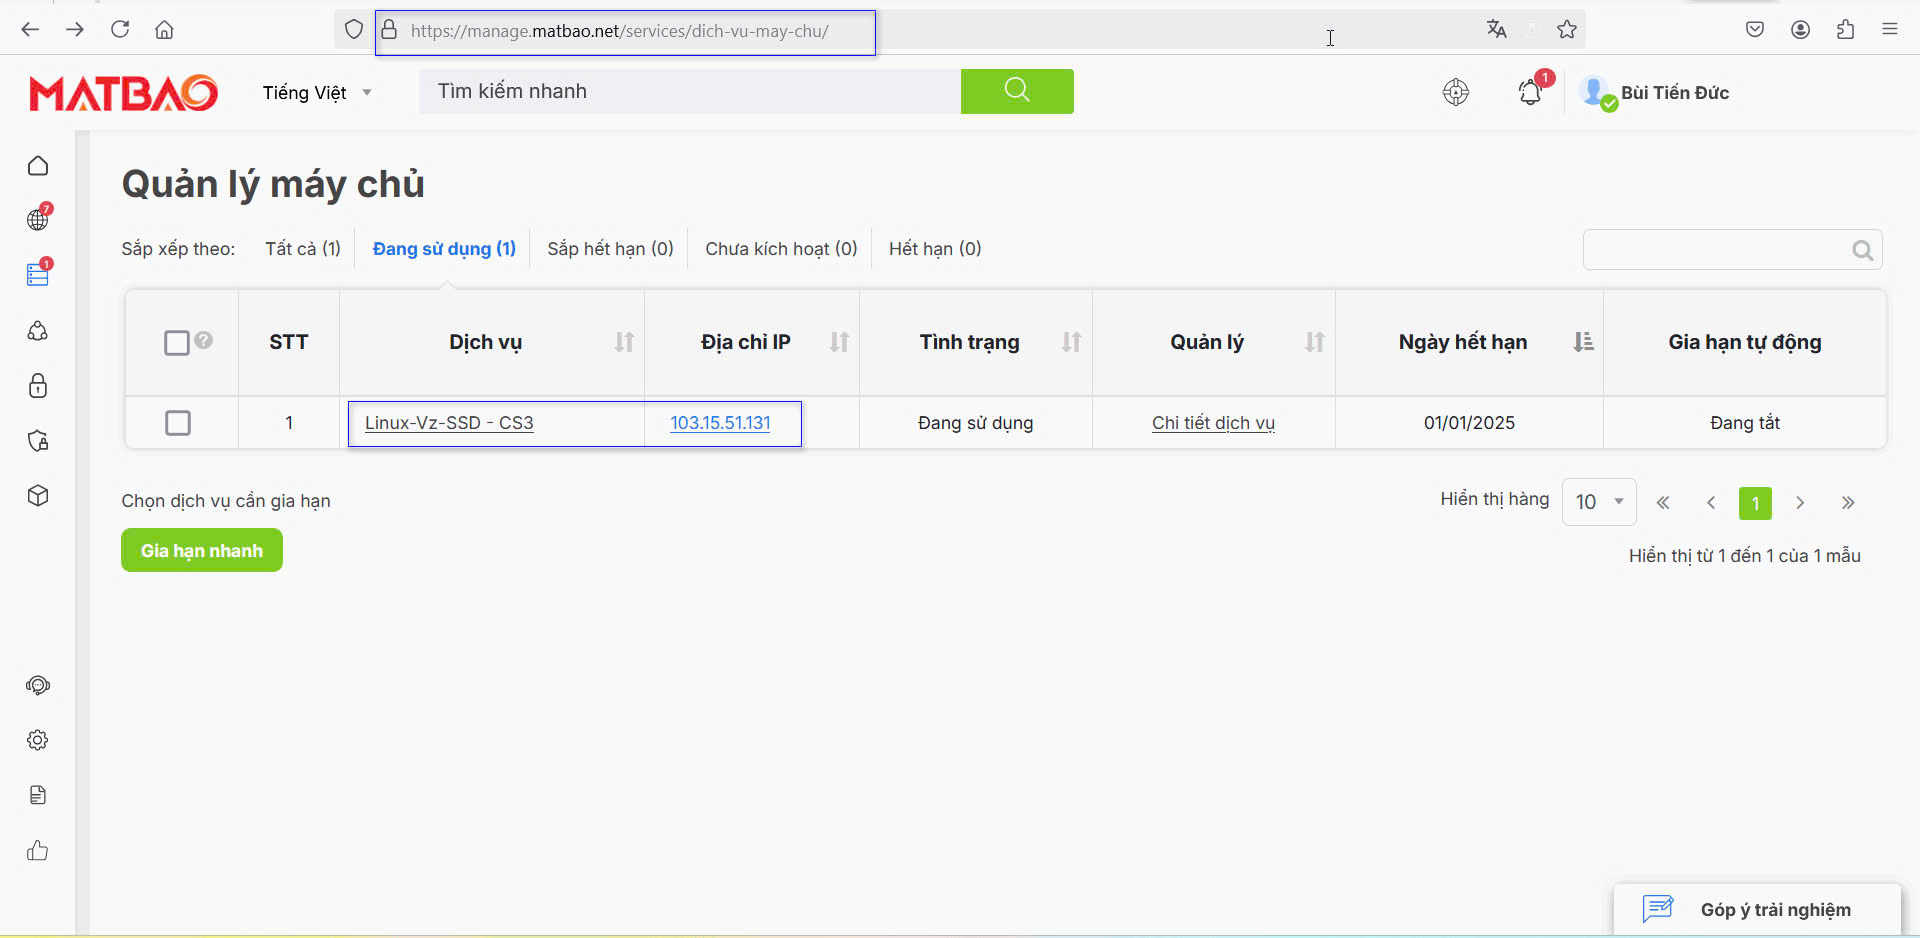 https://manage.matbao.net/services/dich-vu-may-chu/
MATBAO
Tiếng Việt
Tìm kiếm nhanh
1
Bùi Tiến Đức
7
1
Quản lý máy chủ
Sắp xếp theo: Tất cả (1) Đang sử dụng (1) Sắp hết hạn (0) Chưa kích hoạt (0) Hết hạn (0)
? STT Dịch vụ Địa chỉ IP Tình trạng Quản lý Ngày hết hạn Gia hạn tự động
1 Linux-Vz-SSD - CS3 103.15.51.131 Đang sử dụng Chi tiết dịch vụ 01/01/2025 Đang tắt
Chọn dịch vụ cần gia hạn
Gia hạn nhanh
Hiển thị hàng 10 « ‹ 1 › »
Hiển thị từ 1 đến 1 của 1 mẫu
Góp ý trải nghiệm